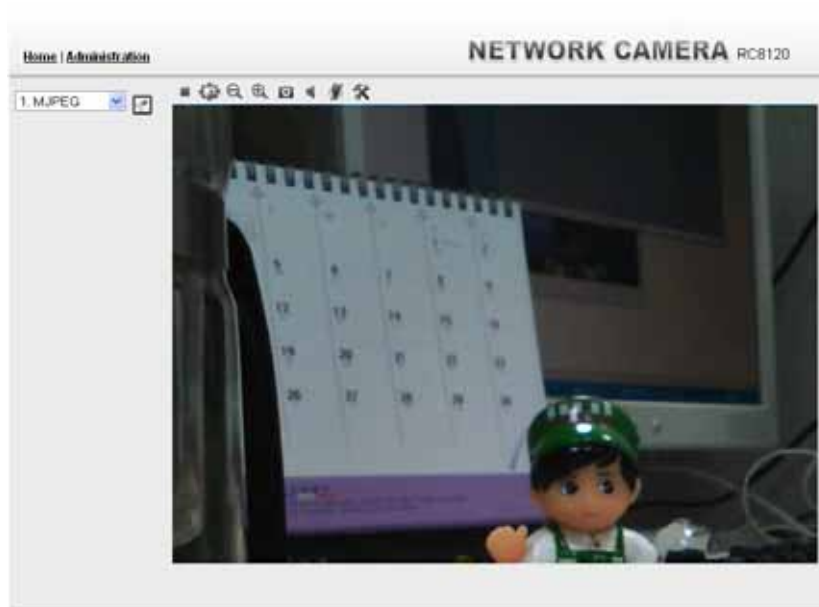 Home | Administration
NETWORK CAMERA RC8120
1. MJPEG
5 6 7 8 9
12 13 14 15 16
19 20 21 22 23
26 27 28 29 30